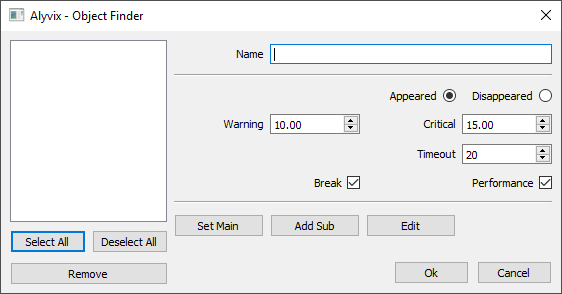 Alyvix - Object Finder
Name
Appeared Disappeared
Warning 10.00 Critical 15.00
Timeout 20
Break Performance
Set Main Add Sub Edit
Select All Deselect All
Remove Ok Cancel